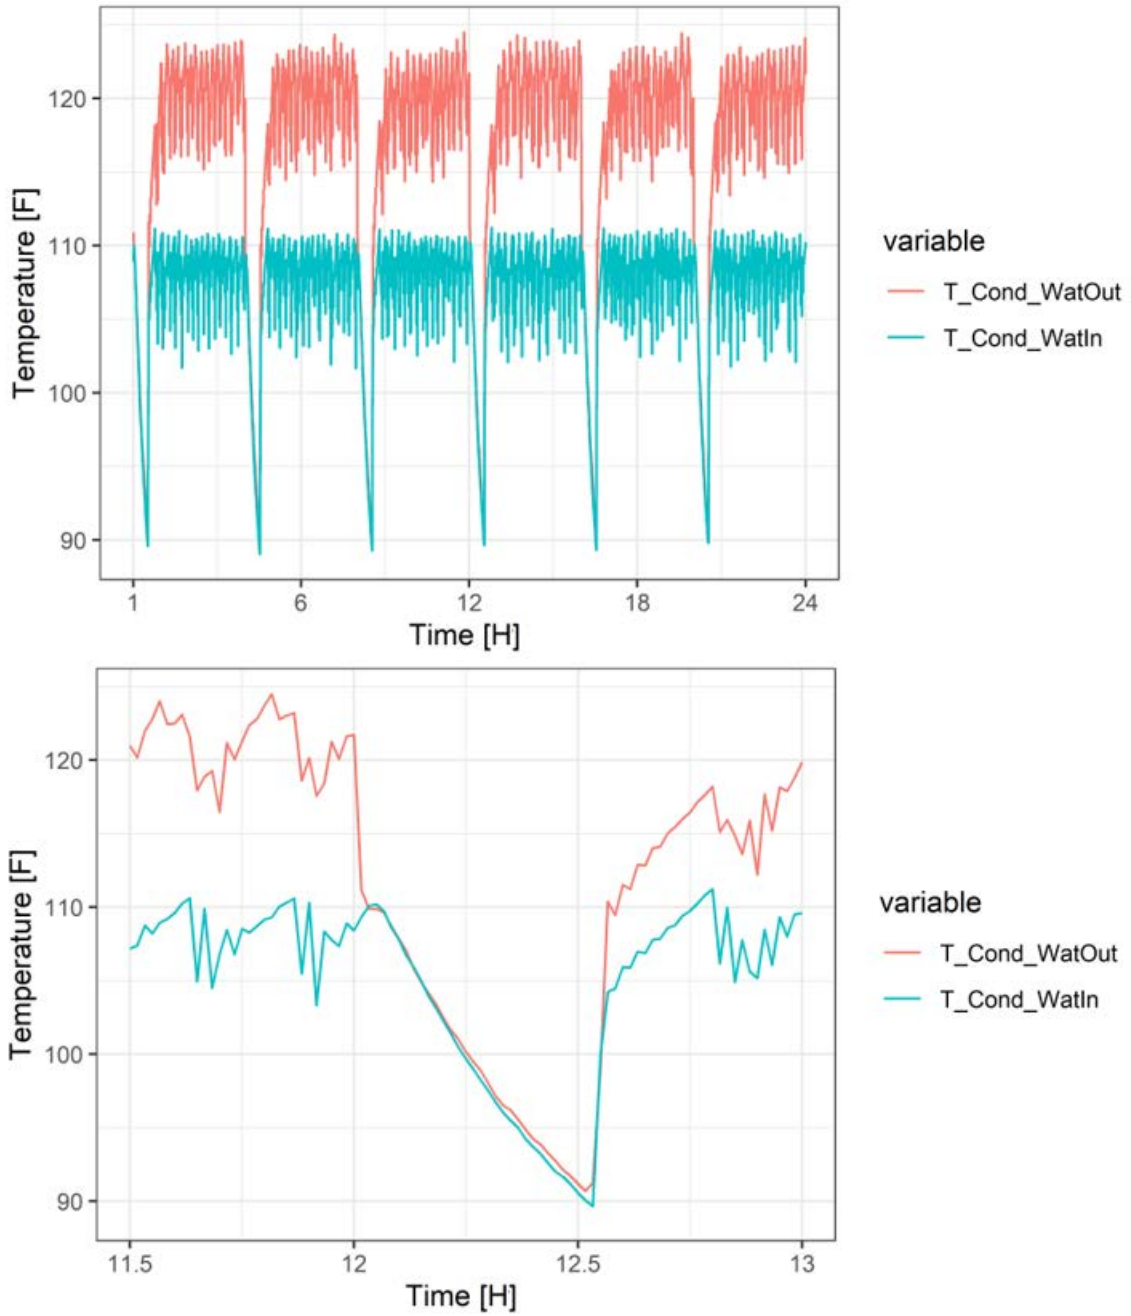 Temperature [F]
120
110
100
90
1 6 12 18 24
Time [H]
variable
T_Cond_WatOut
T_Cond_WatIn
Temperature [F]
120
110
100
90
11.5 12 12.5 13
Time [H]
variable
T_Cond_WatOut
T_Cond_WatIn